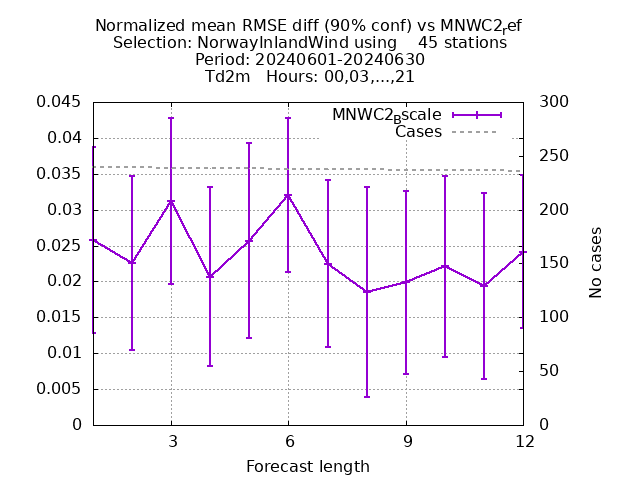 Normalized mean RMSE diff (90% conf) vs MNWC2ref
Selection: NorwayInlandWind using    45 stations
Period: 20240601-20240630
Td2m   Hours: 00,03,...,21
MNWC2Bscale
Cases
0.045
0.04
0.035
0.03
0.025
0.02
0.015
0.01
0.005
0
300
250
200
150
100
50
0
No cases
3
6
9
12
Forecast length